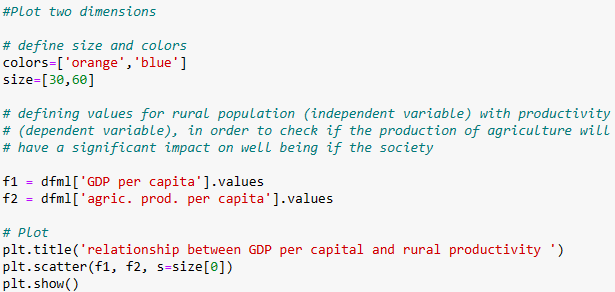 #Plot two dimensions
# define size and colors
colors=['orange','blue']
size=[30,60]
# defining values for rural population (independent variable) with productivity
# (dependent variable), in order to check if the production of agriculture will
# have a significant impact on well being if the society
f1 = dfml['GDP per capita'].values
f2 = dfml['agric. prod. per capita'].values
# Plot
plt.title('relationship between GDP per capital and rural productivity ')
plt.scatter(f1, f2, s=size[0])
plt.show()